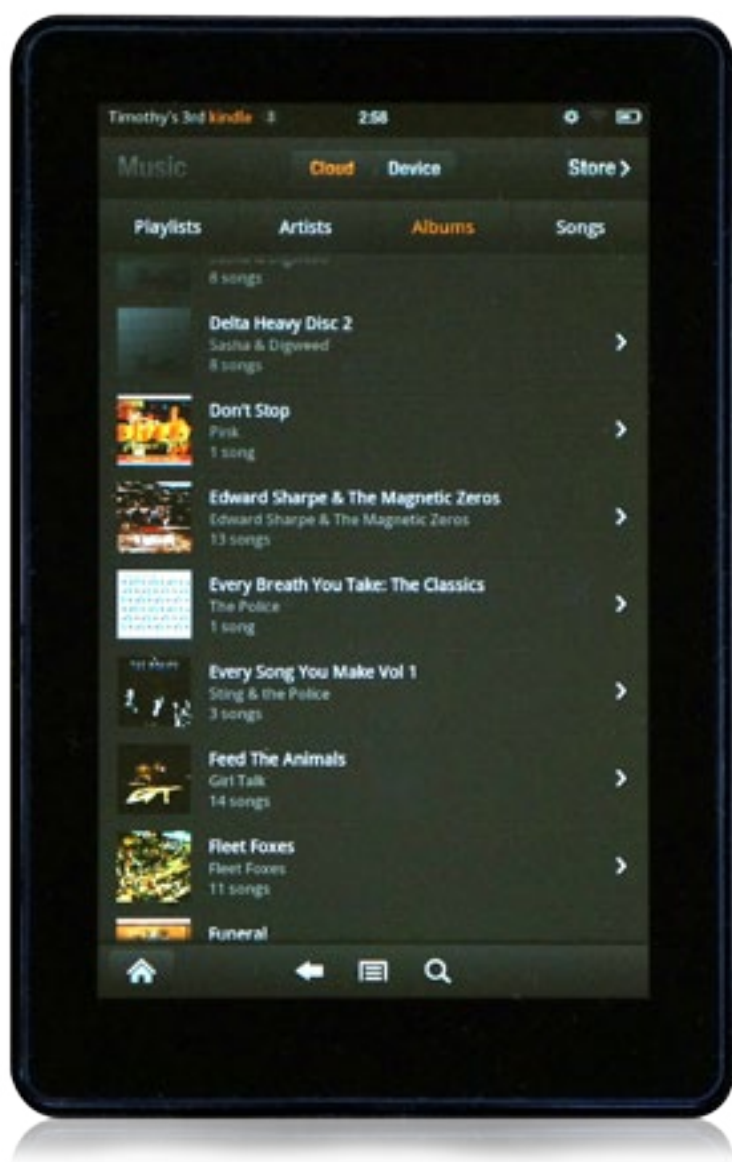 Timothy's 3rd kindle 3 2:58
Music Cloud Device Store
Playlists Artists Albums Songs
Sasha & Digweed
8 songs
Delta Heavy Disc 2
Sasha & Digweed
8 songs
Don't Stop
Pink
1 song
Edward Sharpe & The Magnetic Zeros
Edward Sharpe & The Magnetic Zeros
13 songs
Every Breath You Take: The Classics
The Police
1 song
Every Song You Make Vol 1
Sting & the Police
3 songs
Feed The Animals
Girl Talk
14 songs
Fleet Foxes
Fleet Foxes
11 songs
Funeral